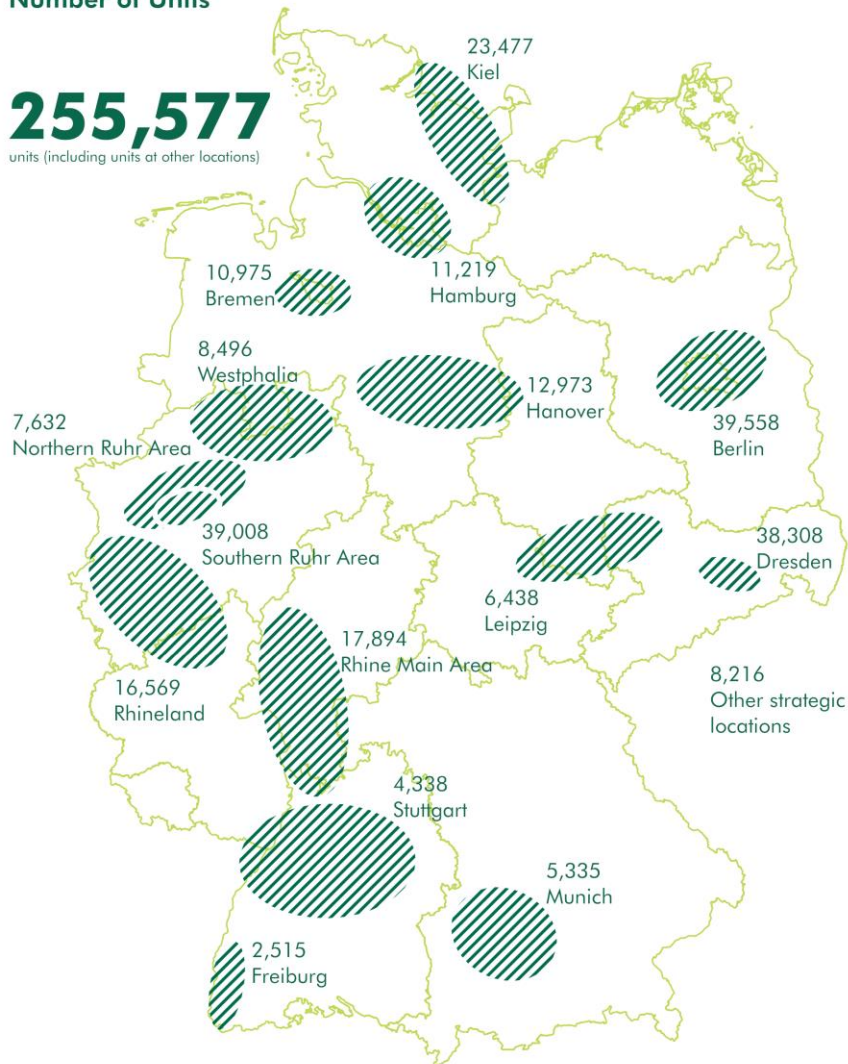 Number of Units
255,577
units (including units at other locations)
23,477
Kiel
11,219
Hamburg
10,975
Bremen
8,496
Westphalia
12,973
Hanover
39,558
Berlin
7,632
Northern Ruhr Area
39,008
Southern Ruhr Area
38,308
Dresden
6,438
Leipzig
17,894
Rhine Main Area
16,569
Rhineland
8,216
Other strategic
locations
4,338
Stuttgart
5,335
Munich
2,515
Freiburg